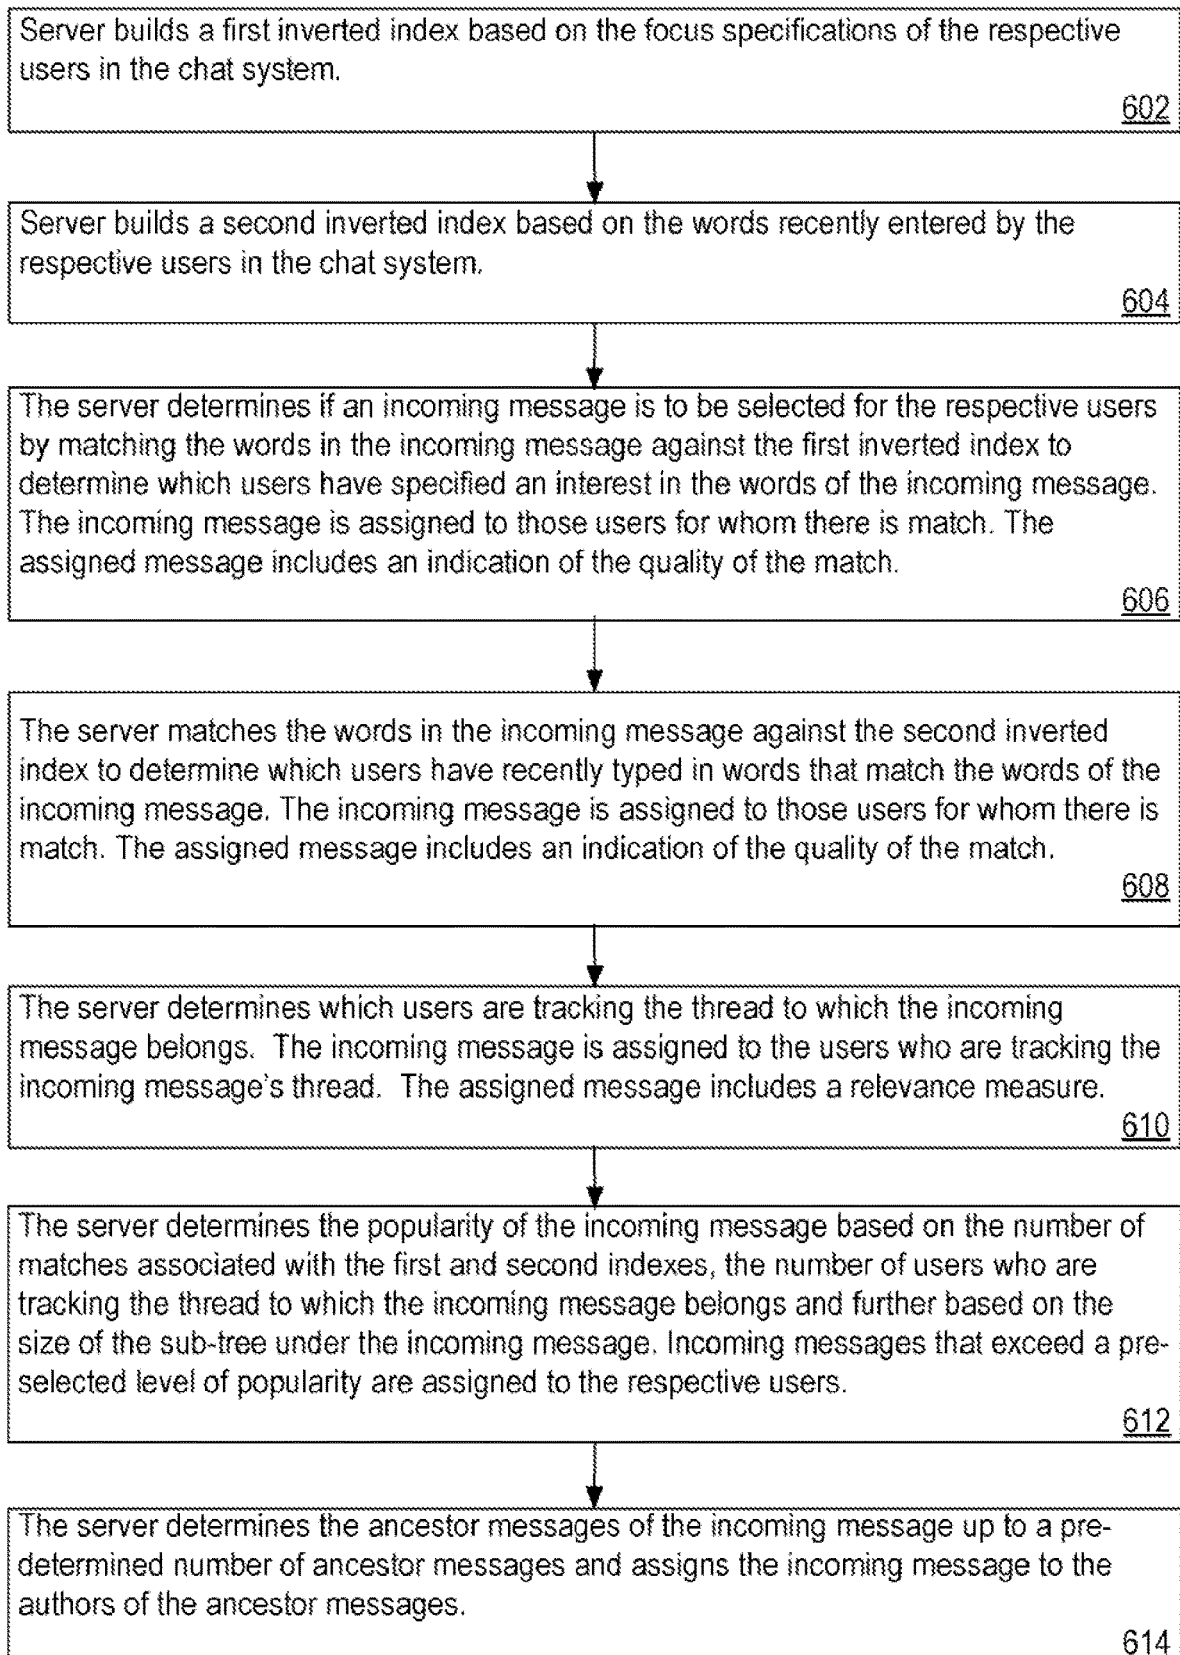 Server builds a first inverted index based on the focus specifications of the respective
users in the chat system.
602
Server builds a second inverted index based on the words recently entered by the
respective users in the chat system.
604
The server determines if an incoming message is to be selected for the respective users
by matching the words in the incoming message against the first inverted index to
determine which users have specified an interest in the words of the incoming message.
The incoming message is assigned to those users for whom there is match. The
assigned message includes an indication of the quality of the match.
606
The server matches the words in the incoming message against the second inverted
index to determine which users have recently typed in words that match the words of the
incoming message. The incoming message is assigned to those users for whom there is
match. The assigned message includes an indication of the quality of the match.
608
The server determines which users are tracking the thread to which the incoming
message belongs. The incoming message is assigned to the users who are tracking the
incoming message's thread. The assigned message includes a relevance measure.
610
The server determines the popularity of the incoming message based on the number of
matches associated with the first and second indexes, the number of users who are
tracking the thread to which the incoming message belongs and further based on the
size of the sub-tree under the incoming message. Incoming messages that exceed a pre-
selected level of popularity are assigned to the respective users.
612
The server determines the ancestor messages of the incoming message up to a pre-
determined number of ancestor messages and assigns the incoming message to the
authors of the ancestor messages.
614